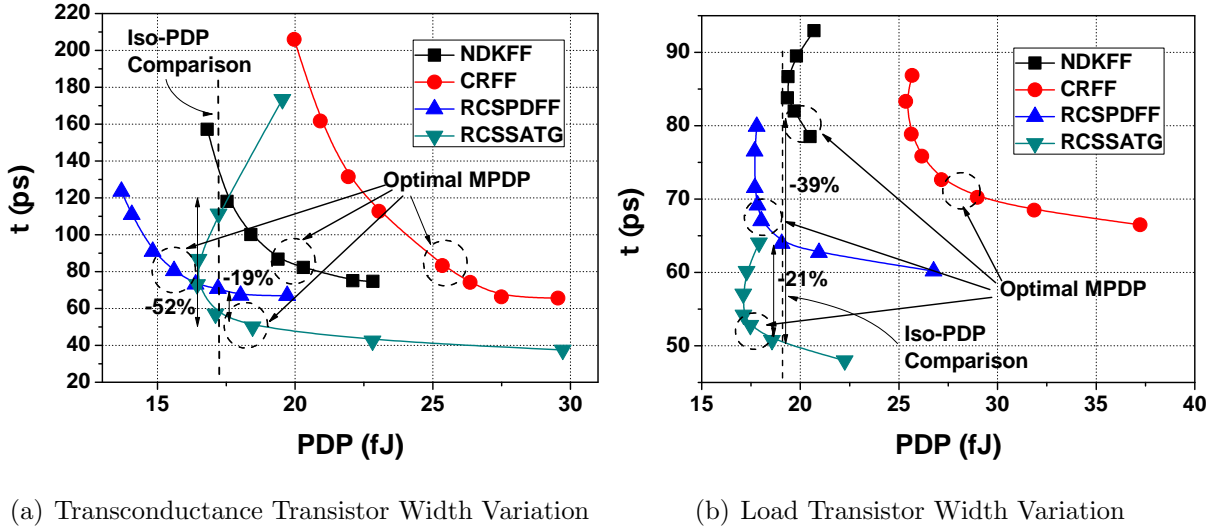 220
200
180
160
140
120
100
80
60
40
20
t (ps)
Iso-PDP
Comparison
NDKFF
CRFF
RCSPDFF
RCSSATG
Optimal MPDP
-19%
-52%
15
20
25
30
PDP (fJ)
(a) Transconductance Transistor Width Variation
90
80
70
60
50
t (ps)
NDKFF
CRFF
RCSPDFF
RCSSATG
-39%
-21%
Optimal MPDP
Iso-PDP
Comparison
15
20
25
30
35
40
PDP (fJ)
(b) Load Transistor Width Variation